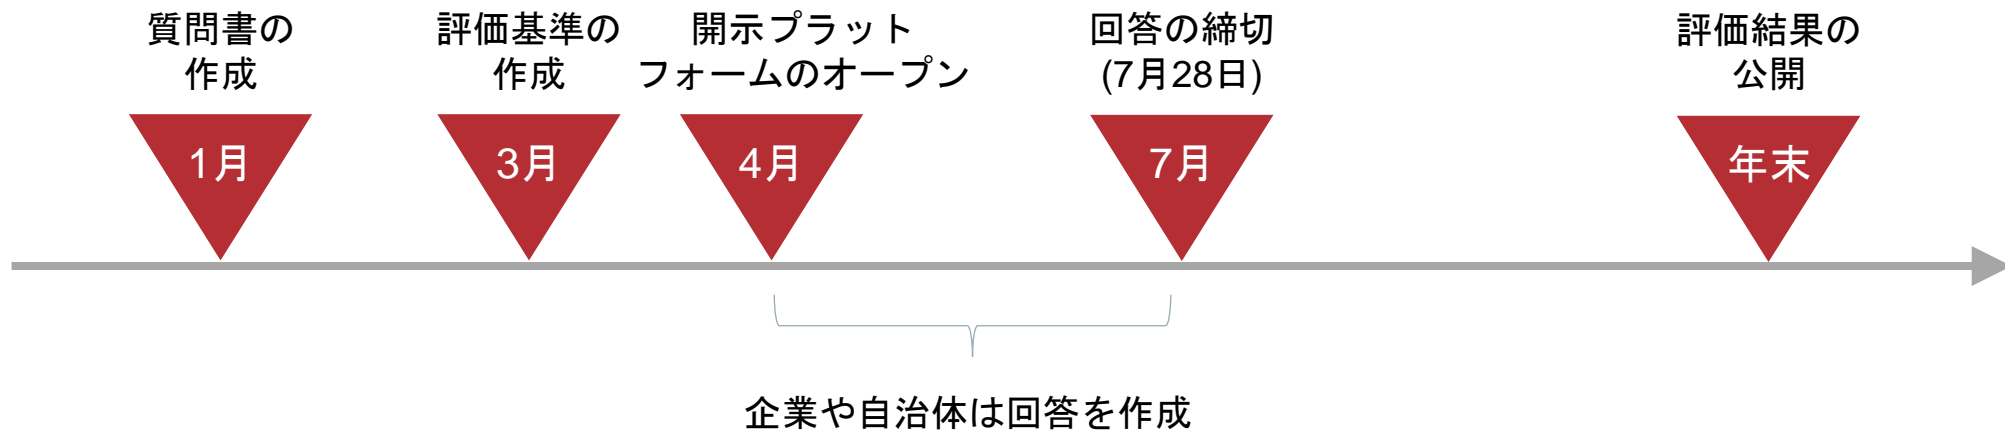 質問書の
作成
1月
評価基準の
作成
3月
開示プラット
フォームのオープン
4月
回答の締切
(7月28日)
7月
評価結果の
公開
年末
企業や自治体は回答を作成